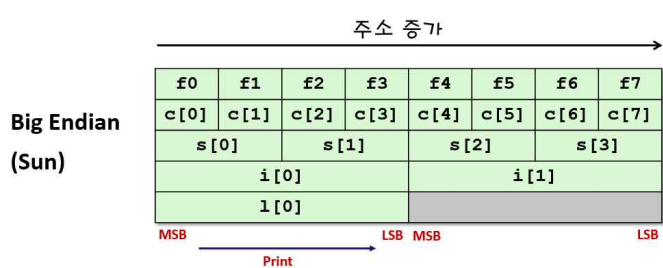 주소 증가
f0 f1 f2 f3 f4 f5 f6 f7
Big Endian
(Sun)
c[0] c[1] c[2] c[3] c[4] c[5] c[6] c[7]
s[0] s[1] s[2] s[3]
i[0] i[1]
l[0]
MSB LSB MSB LSB
Print